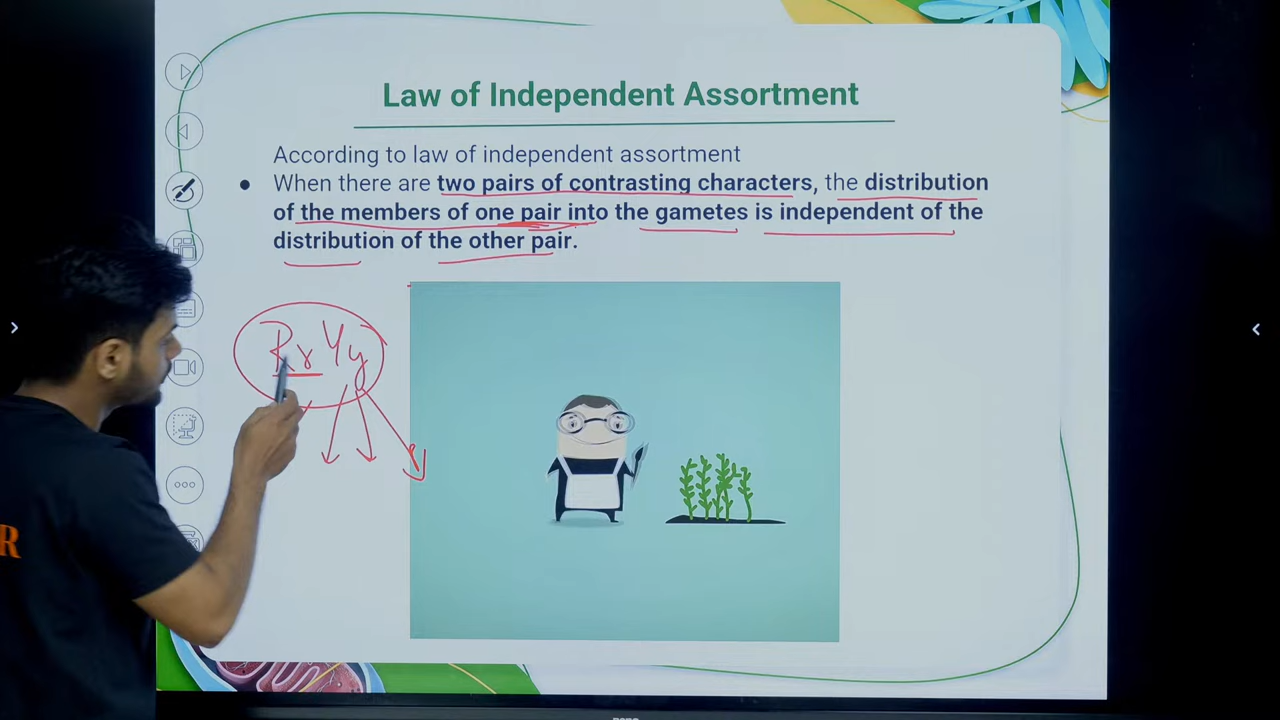 Law of Independent Assortment
According to law of independent assortment
● When there are two pairs of contrasting characters, the distribution
of the members of one pair into the gametes is independent of the
distribution of the other pair.
Rr Yy
R